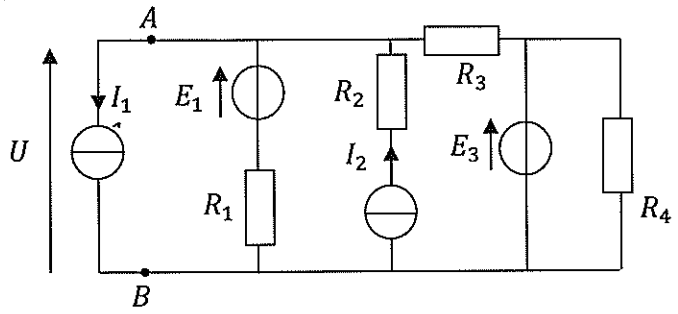 A
I₁
E₁
R₂
R₃
U
I₂
E₃
R₁
R₄
B